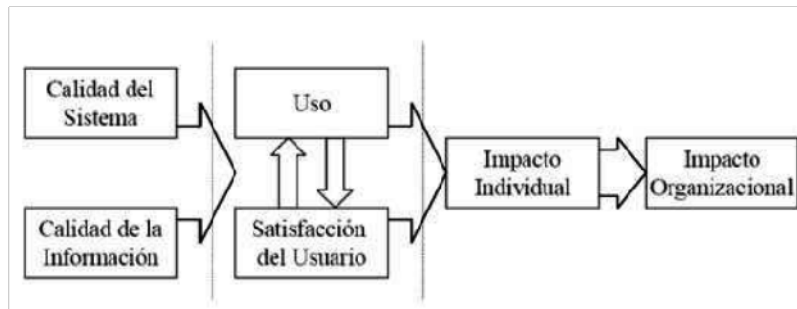 Calidad del
Sistema
Uso
Impacto
Individual
Impacto
Organizacional
Calidad de la
Información
Satisfacción
del Usuario